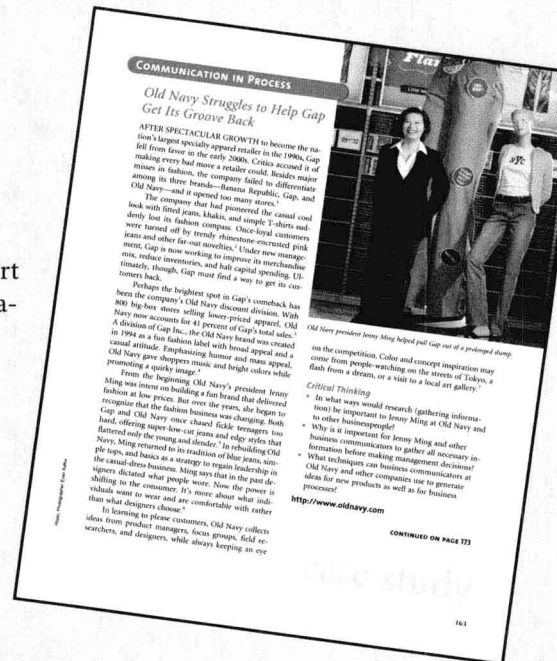 rt
a-
COMMUNICATION IN PROCESS
Old Navy Struggles to Help Gap
Get Its Groove Back
AFTER SPECTACULAR GROWTH to become the na-
tion's largest specialty apparel retailer in the 1990s, Gap
fell from favor in the early 2000s. Critics accused it of
making every bad move a retailer could. Besides major
misses in fashion, the company failed to differentiate
among its three brands—Banana Republic, Gap, and
Old Navy—and it opened too many stores.¹
The company that had pioneered the casual cool
look with fitted jeans, khakis, and simple T-shirts sud-
denly lost its fashion compass. Once-loyal customers
were turned off by trendy rhinestone-encrusted pink
jeans and other far-out novelties.² Under new manage-
ment, Gap is now working to improve its merchandise
mix, reduce inventories, and halt capital spending. Ul-
timately, though, Gap must find a way to get its cus-
tomers back.
Perhaps the brightest spot in Gap's comeback has
been the company's Old Navy discount division. With
800 big-box stores selling lower-priced apparel, Old
Navy now accounts for 41 percent of Gap's total sales.³
A division of Gap Inc., the Old Navy brand was created
in 1994 as a fun fashion label with broad appeal and a
casual attitude. Emphasizing humor and mass appeal,
Old Navy gave shoppers music and bright colors while
promoting a quirky image.⁴
From the beginning Old Navy's president Jenny
Ming was intent on building a fun brand that delivered
fashion at low prices. But over the years, she began to
recognize that the fashion business was changing. Both
Gap and Old Navy once chased fickle teenagers too
hard, offering super-low-cut jeans and edgy styles that
flattered only the young and slender.⁵ In rebuilding Old
Navy, Ming returned to its tradition of blue jeans, sim-
ple tops, and basics as a strategy to regain leadership in
the casual-dress business. Ming says that in the past de-
signers dictated what people wore. Now the power is
shifting to the consumer. It's more about what indi-
viduals want to wear and are comfortable with rather
than what designers choose.⁶
In learning to please customers, Old Navy collects
ideas from product managers, focus groups, field re-
searchers, and designers, while always keeping an eye
Old Navy president Jenny Ming helped pull Gap out of a prolonged slump.
on the competition. Color and concept inspiration may
come from people-watching on the streets of Tokyo, a
flash from a dream, or a visit to a local art gallery.⁷
Critical Thinking
• In what ways would research (gathering informa-
tion) be important to Jenny Ming at Old Navy and
to other businesspeople?
• Why is it important for Jenny Ming and other
business communicators to gather all necessary in-
formation before making management decisions?
• What techniques can business communicators at
Old Navy and other companies use to generate
ideas for new products as well as for business
processes?
http://www.oldnavy.com
CONTINUED ON PAGE 173
case study
163